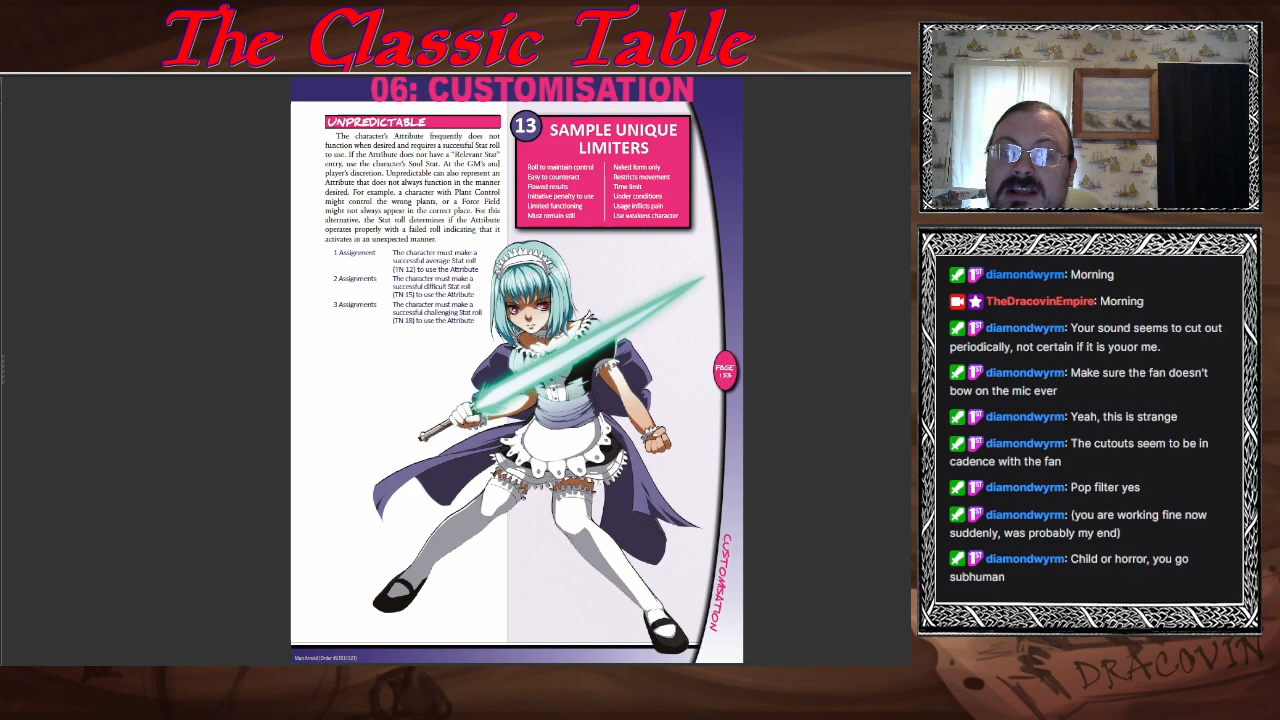 The Classic Table
06: CUSTOMISATION
UNPREDICTABLE
The character's Attribute frequently does not
function when desired and requires a successful Stat roll
to use. If the Attribute does not have a "Relevant Stat"
entry, use the character's Soul Stat. At the GM's and
player's discretion, Unpredictable can also represent an
Attribute that does not always function in the manner
desired. For example, a character with Plant Control
might control the wrong plants, or a Force Field
might not always appear in the correct place. For this
alternative, the Stat roll determines if the Attribute
operates properly with a failed roll indicating that it
activates in an unexpected manner.
1 Assignment The character must make a
successful average Stat roll
(TN 12) to use the Attribute
2 Assignments The character must make a
successful difficult Stat roll
(TN 15) to use the Attribute
3 Assignments The character must make a
successful challenging Stat roll
(TN 18) to use the Attribute
13
SAMPLE UNIQUE
LIMITERS
Roll to maintain control
Easy to counteract
Flawed results
Initiative penalty to use
Limited functioning
Must remain still
Naked form only
Restricts movement
Time limit
Under conditions
Usage inflicts pain
Use weakens character
PAGE
153
CUSTOMISATION
diamondwyrm: Morning
TheDracovinEmpire: Morning
diamondwyrm: Your sound seems to cut out
periodically, not certain if it is youor me.
diamondwyrm: Make sure the fan doesn't
bow on the mic ever
diamondwyrm: Yeah, this is strange
diamondwyrm: The cutouts seem to be in
cadence with the fan
diamondwyrm: Pop filter yes
diamondwyrm: (you are working fine now
suddenly, was probably my end)
diamondwyrm: Child or horror, you go
subhuman
DRACOVIN